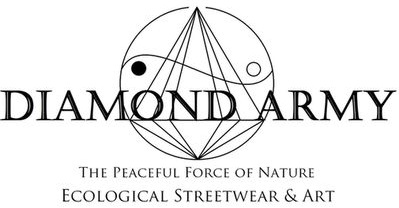 DIAMOND ARMY
THE PEACEFUL FORCE OF NATURE
ECOLOGICAL STREETWEAR & ART